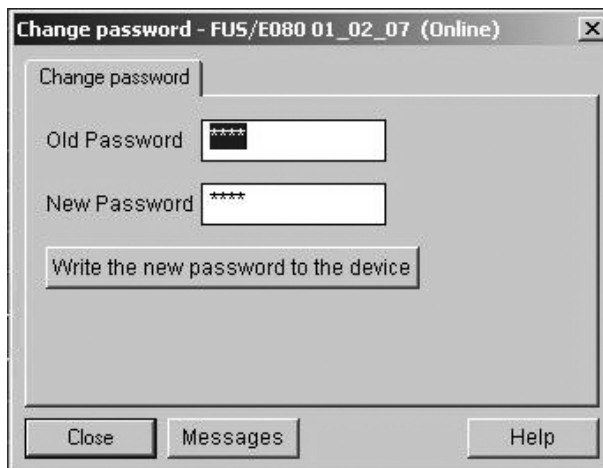 Change password - FUS/E080 01_02_07 (Online)
Change password
Old Password ****
New Password ****
Write the new password to the device
Close Messages Help